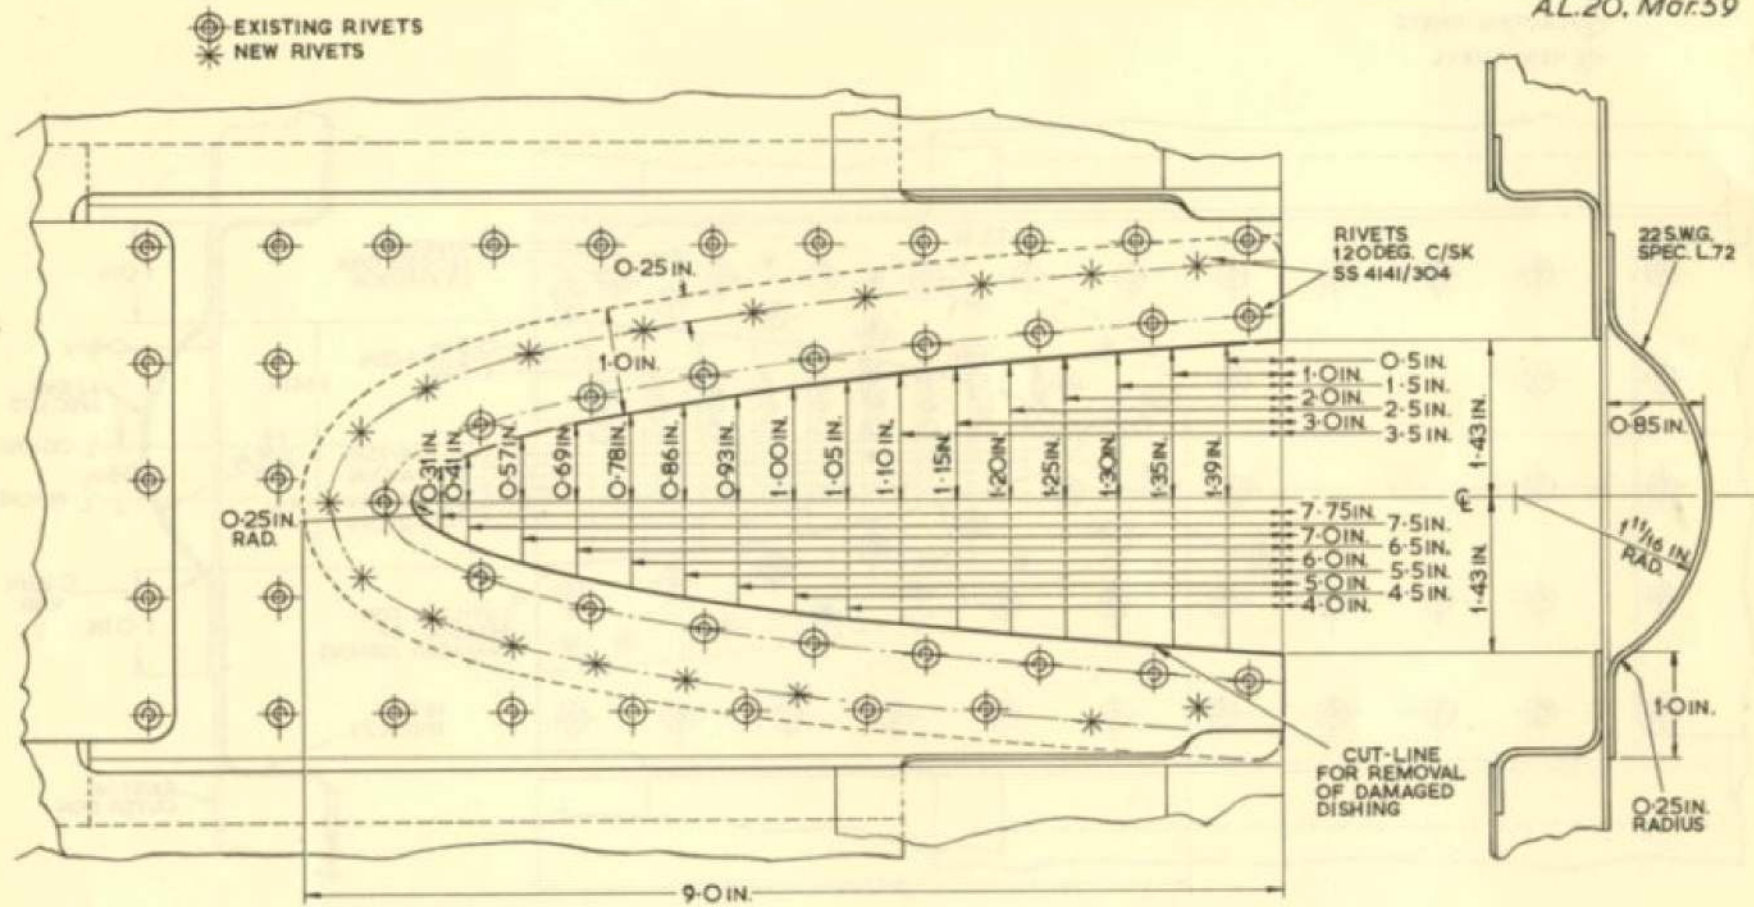 A.L.20, Mar.59
EXISTING RIVETS
NEW RIVETS
RIVETS
120DEG. C/SK
SS 4141/304
22 S.W.G.
SPEC. L.72
0·25 IN.
1·0 IN.
0·31 IN.
0·41 IN.
0·57 IN.
0·69 IN.
0·78 IN.
0·86 IN.
0·93 IN.
1·00 IN.
1·05 IN.
1·10 IN.
1·15 IN.
1·20 IN.
1·25 IN.
1·30 IN.
1·35 IN.
1·39 IN.
0·5 IN.
1·0 IN.
1·5 IN.
2·0 IN.
2·5 IN.
3·0 IN.
3·5 IN.
1·43 IN.
0·85 IN.
℄
0·25 IN.
RAD.
7·75 IN.
7·5 IN.
7·0 IN.
6·5 IN.
6·0 IN.
5·5 IN.
5·0 IN.
4·5 IN.
4·0 IN.
1·43 IN.
1 11/16 IN.
RAD.
1·0 IN.
CUT-LINE
FOR REMOVAL
OF DAMAGED
DISHING
0·25 IN.
RADIUS
9·0 IN.